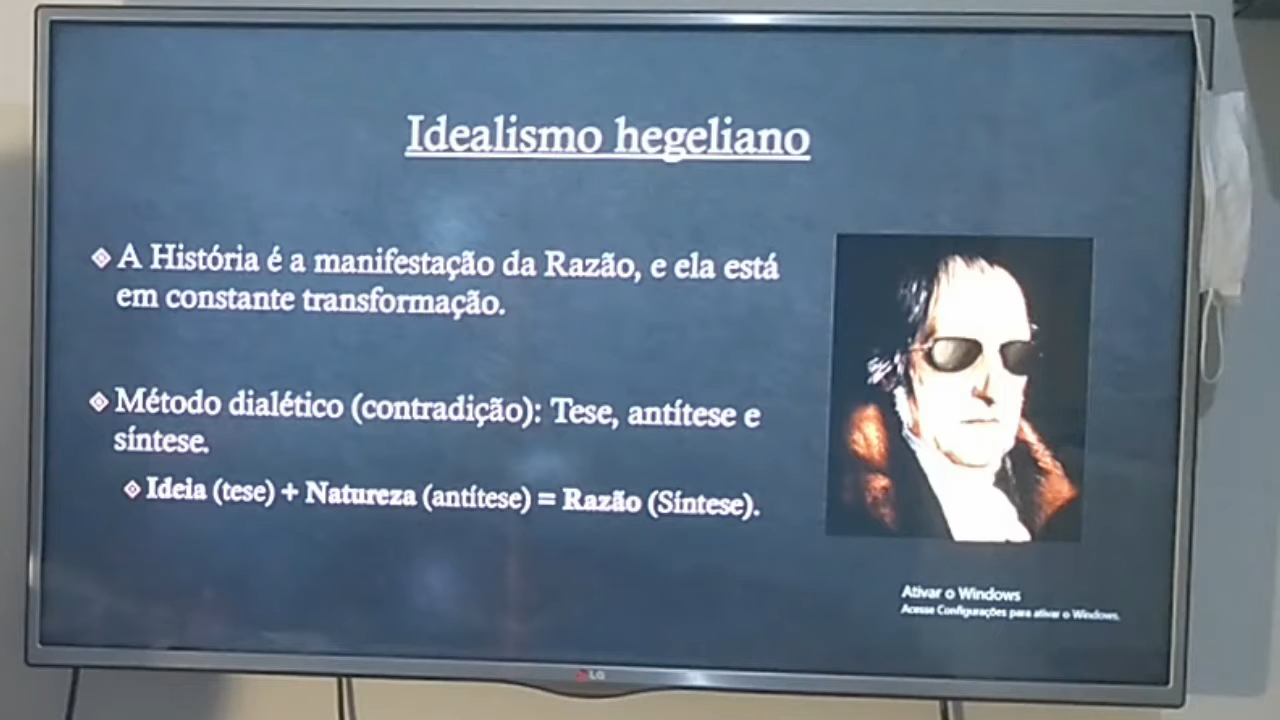 Idealismo hegeliano
A História é a manifestação da Razão, e ela está
em constante transformação.
Método dialético (contradição): Tese, antítese e
síntese.
Ideia (tese) + Natureza (antítese) = Razão (Síntese).
Ativar o Windows
Acesse Configurações para ativar o Windows.
LG